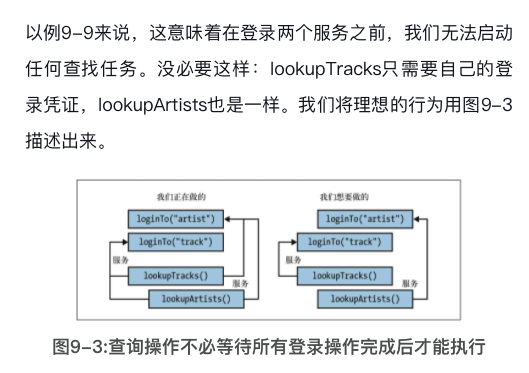 以例9-9来说，这意味着在登录两个服务之前，我们无法启动
任何查找任务。没必要这样：lookupTracks只需要自己的登
录凭证，lookupArtists也是一样。我们将理想的行为用图9-3
描述出来。
我们正在做的
loginTo("artist")
loginTo("track")
服务
lookupTracks()
服务
lookupArtists()
我们想要做的
loginTo("artist")
loginTo("track")
服务
lookupTracks()
服务
lookupArtists()
图9-3:查询操作不必等待所有登录操作完成后才能执行